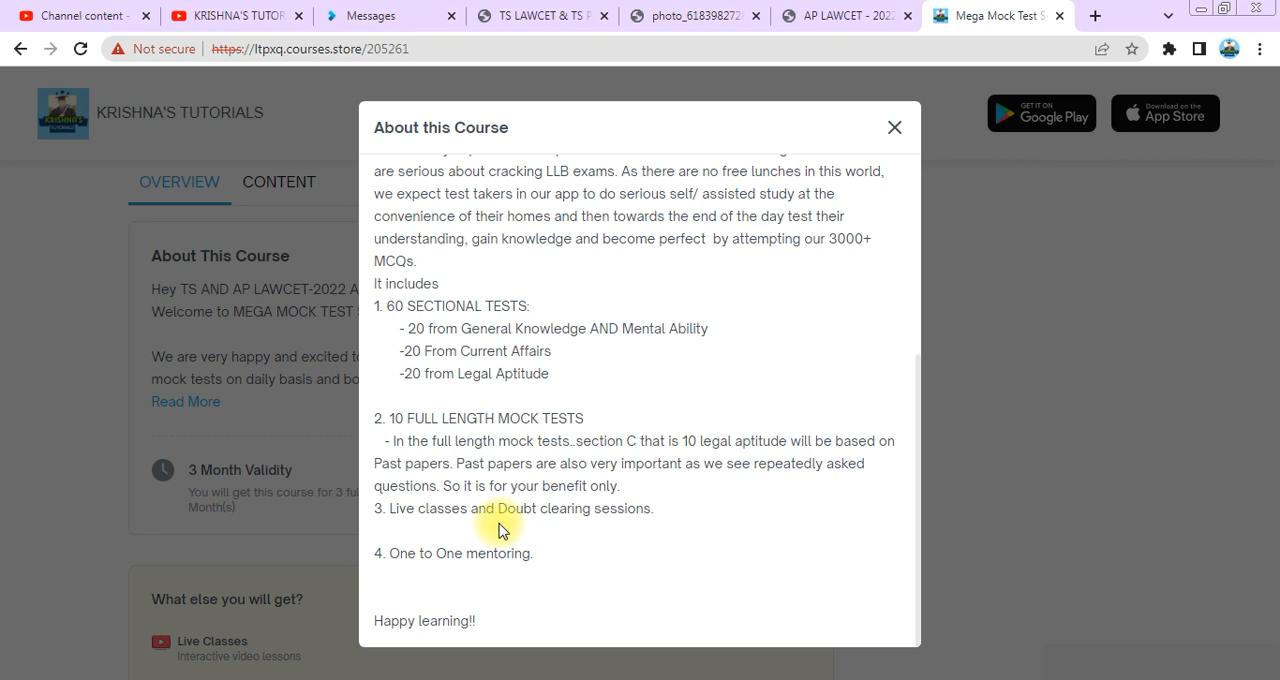 Channel content -
KRISHNA'S TUTOR
Messages
TS LAWCET & TS P
photo_618398272
AP LAWCET - 2022
Mega Mock Test S
Not secure
https://ltpxq.courses.store/205261
KRISHNA'S TUTORIALS
GET IT ON
Google Play
Download on the
App Store
OVERVIEW
CONTENT
About This Course
Hey TS AND AP LAWCET-2022 A
Welcome to MEGA MOCK TEST
We are very happy and excited to
mock tests on daily basis and bo
Read More
3 Month Validity
You will get this course for 3 ful
Month(s)
What else you will get?
Live Classes
Interactive video lessons
About this Course
are serious about cracking LLB exams. As there are no free lunches in this world,
we expect test takers in our app to do serious self/ assisted study at the
convenience of their homes and then towards the end of the day test their
understanding, gain knowledge and become perfect by attempting our 3000+
MCQs.
It includes
1. 60 SECTIONAL TESTS:
- 20 from General Knowledge AND Mental Ability
-20 From Current Affairs
-20 from Legal Aptitude
2. 10 FULL LENGTH MOCK TESTS
- In the full length mock tests..section C that is 10 legal aptitude will be based on
Past papers. Past papers are also very important as we see repeatedly asked
questions. So it is for your benefit only.
3. Live classes and Doubt clearing sessions.
4. One to One mentoring.
Happy learning!!